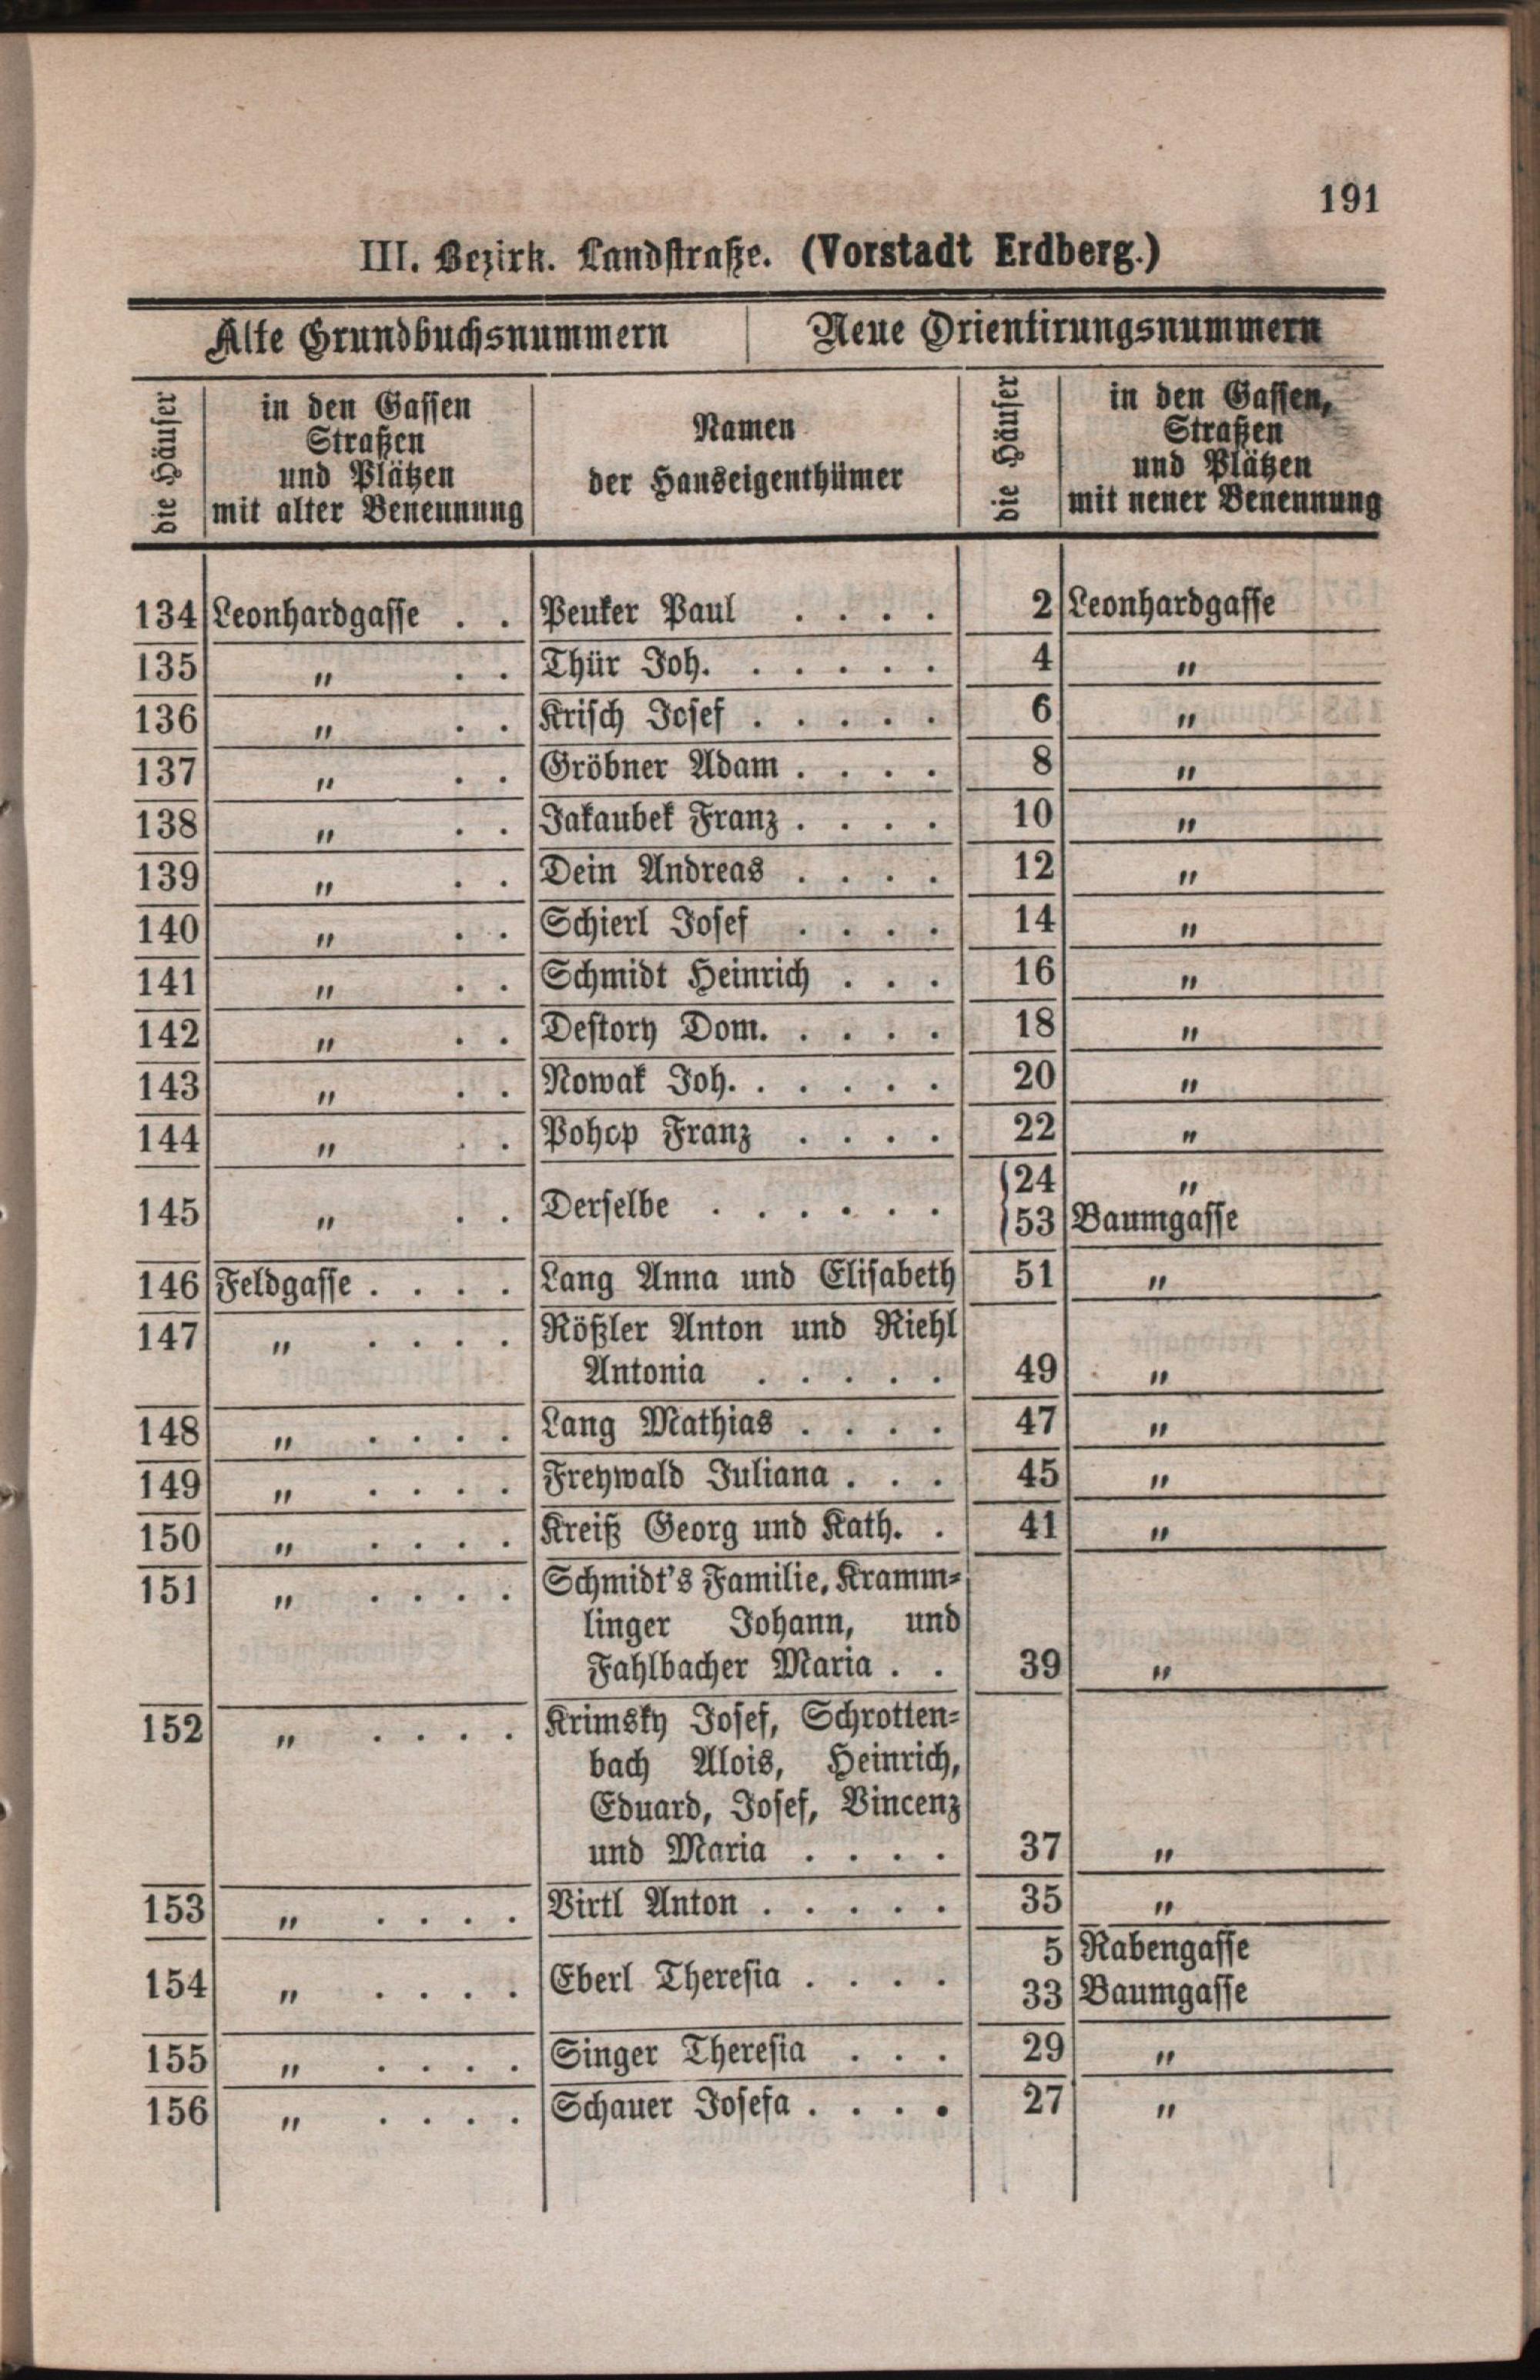 191
III. Bezirk. Landstraße. (Vorstadt Erdberg.)
Alte Grundbuchsnummern | Neue Orientirungsnummern
die Häuser
in den Gassen
Straßen
und Plätzen
mit alter Benennung
Namen
der Hauseigenthümer
die Häuser
in den Gassen,
Straßen
und Plätzen
mit neuer Benennung
134 Leonhardgasse . . Peuker Paul . . . . 2 Leonhardgasse
135 „ . . Thür Joh. . . . . . 4 „
136 „ . . Krisch Josef . . . . . 6 „
137 „ . . Gröbner Adam . . . . 8 „
138 „ . . Jakaubek Franz . . . . 10 „
139 „ . . Dein Andreas . . . . 12 „
140 „ . . Schierl Josef . . . . 14 „
141 „ . . Schmidt Heinrich . . . 16 „
142 „ . . Destory Dom. . . . . 18 „
143 „ . . Nowak Joh. . . . . . 20 „
144 „ . . Pohop Franz . . . . 22 „
145 „ . . Derselbe . . . . . . 24 „
53 Baumgasse
146 Feldgasse . . . . Lang Anna und Elisabeth 51 „
147 „ . . . . Rößler Anton und Riehl
Antonia . . . . . 49 „
148 „ . . . . Lang Mathias . . . . 47 „
149 „ . . . . Freywald Juliana . . . 45 „
150 „ . . . . Kreiß Georg und Kath. . 41 „
151 „ . . . . Schmidt's Familie, Kramm-
linger Johann, und
Fahlbacher Maria . . 39 „
152 „ . . . . Krimsky Josef, Schrotten-
bach Alois, Heinrich,
Eduard, Josef, Vincenz
und Maria . . . . 37 „
153 „ . . . . Virtl Anton . . . . . 35 „
154 „ . . . . Eberl Theresia . . . . 5 Rabengasse
33 Baumgasse
155 „ . . . . Singer Theresia . . . 29 „
156 „ . . . . Schauer Josefa . . . . 27 „